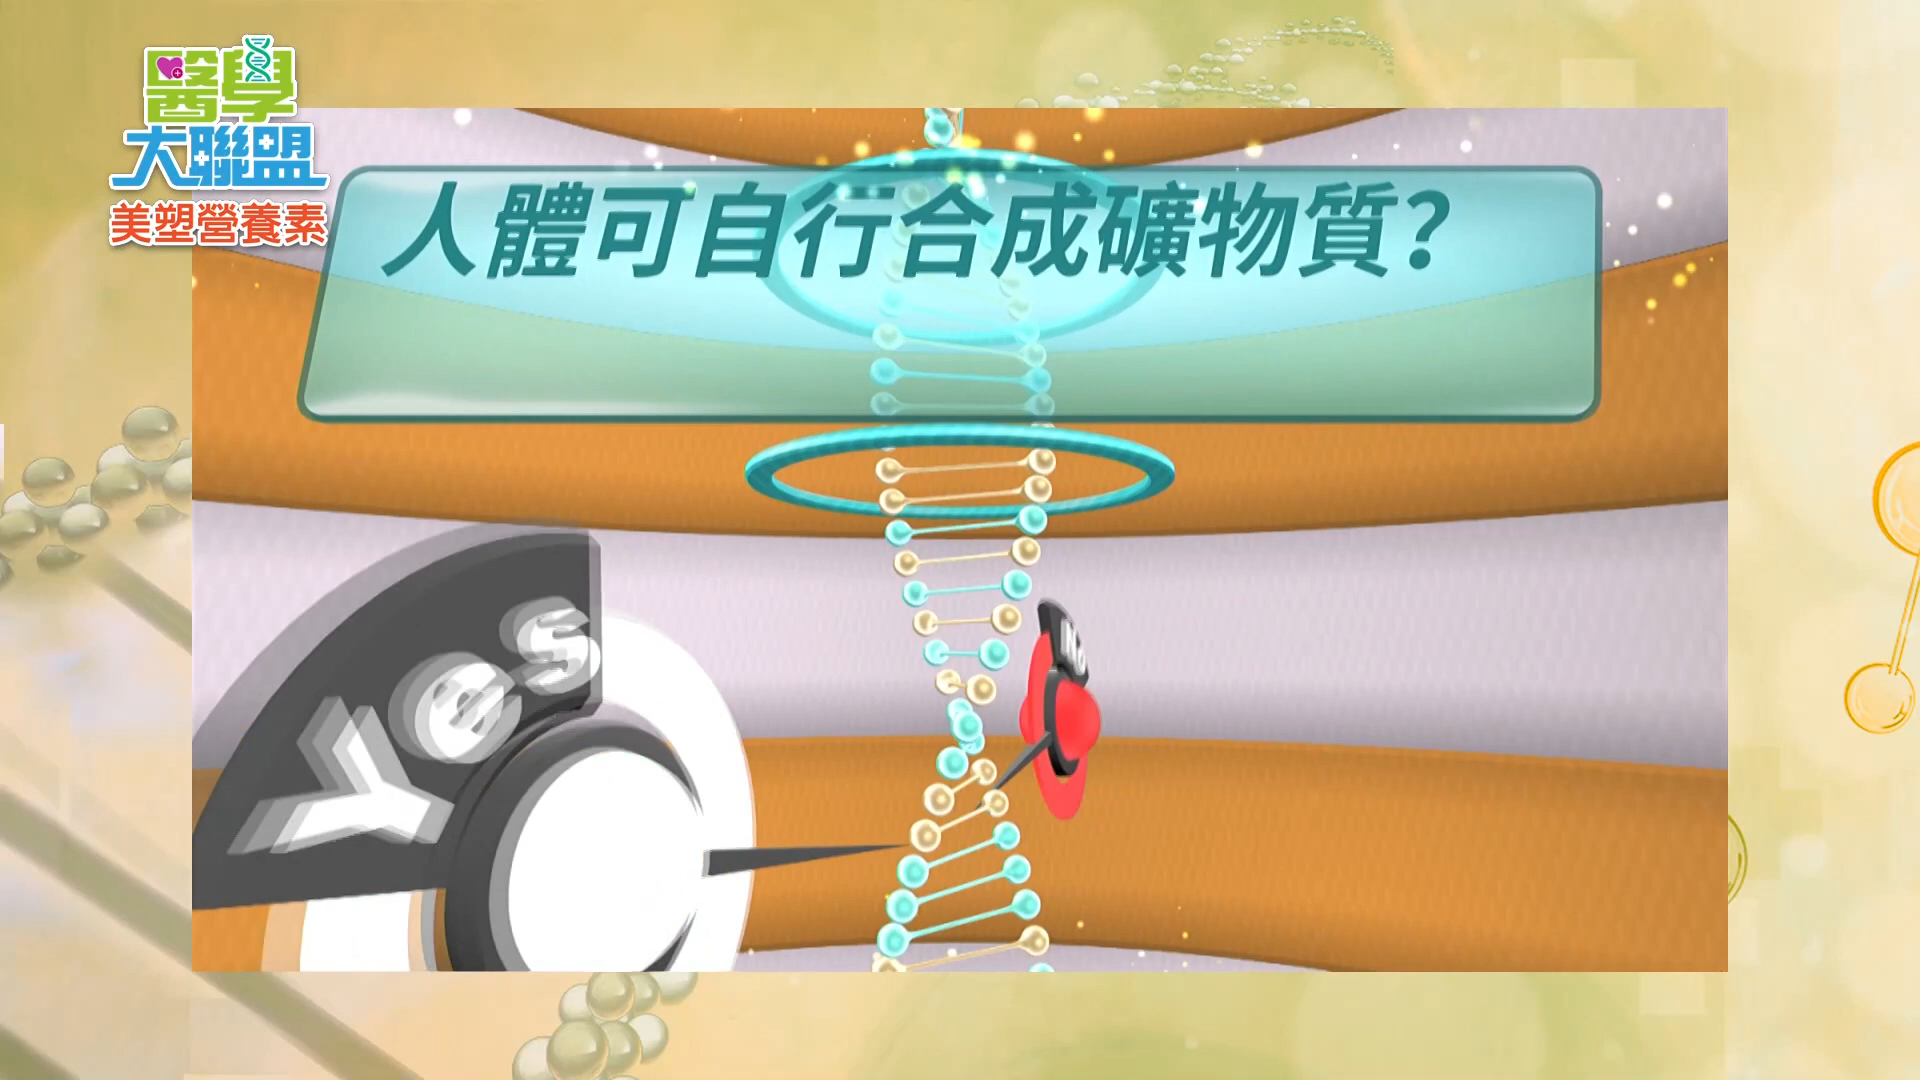 醫學
大聯盟
美塑營養素
人體可自行合成礦物質?
Yes
No